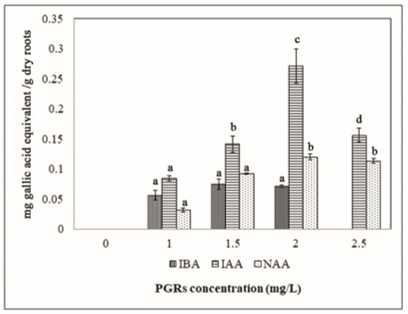 mg gallic acid equivalent /g dry roots
0.35
0.3
0.25
0.2
0.15
0.1
0.05
0
c
b
d
b
b
a
a
a
a
a
a
0
1
1.5
2
2.5
IBA IAA NAA
PGRs concentration (mg/L)